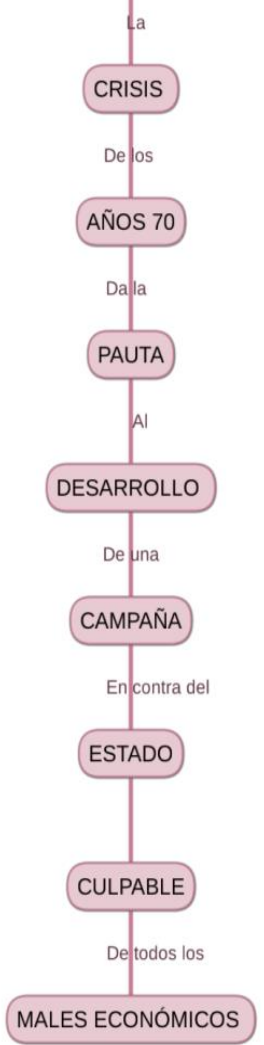 La
CRISIS
De los
AÑOS 70
Da la
PAUTA
Al
DESARROLLO
De una
CAMPAÑA
En contra del
ESTADO
CULPABLE
De todos los
MALES ECONÓMICOS